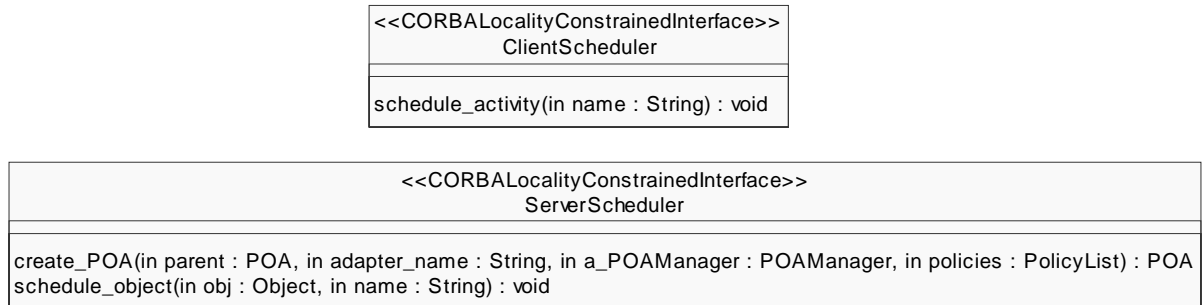 <<CORBALocalityConstrainedInterface>>
ClientScheduler
schedule_activity(in name : String) : void
<<CORBALocalityConstrainedInterface>>
ServerScheduler
create_POA(in parent : POA, in adapter_name : String, in a_POAManager : POAManager, in policies : PolicyList) : POA
schedule_object(in obj : Object, in name : String) : void